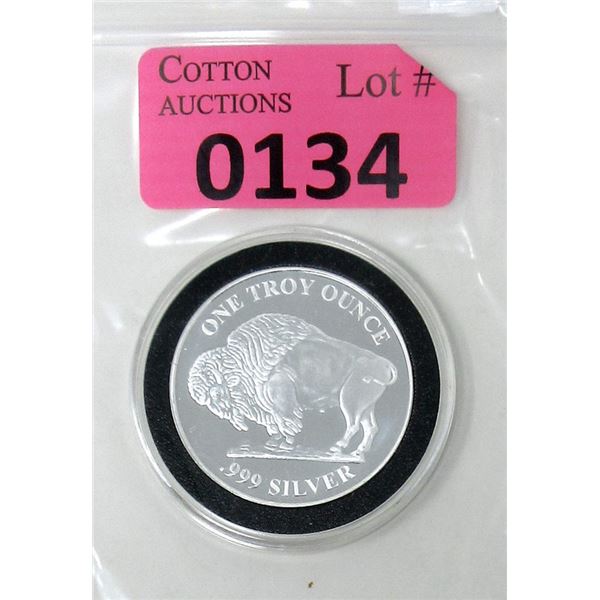 COTTON AUCTIONS
Lot #
0134
ONE TROY OUNCE
.999 SILVER